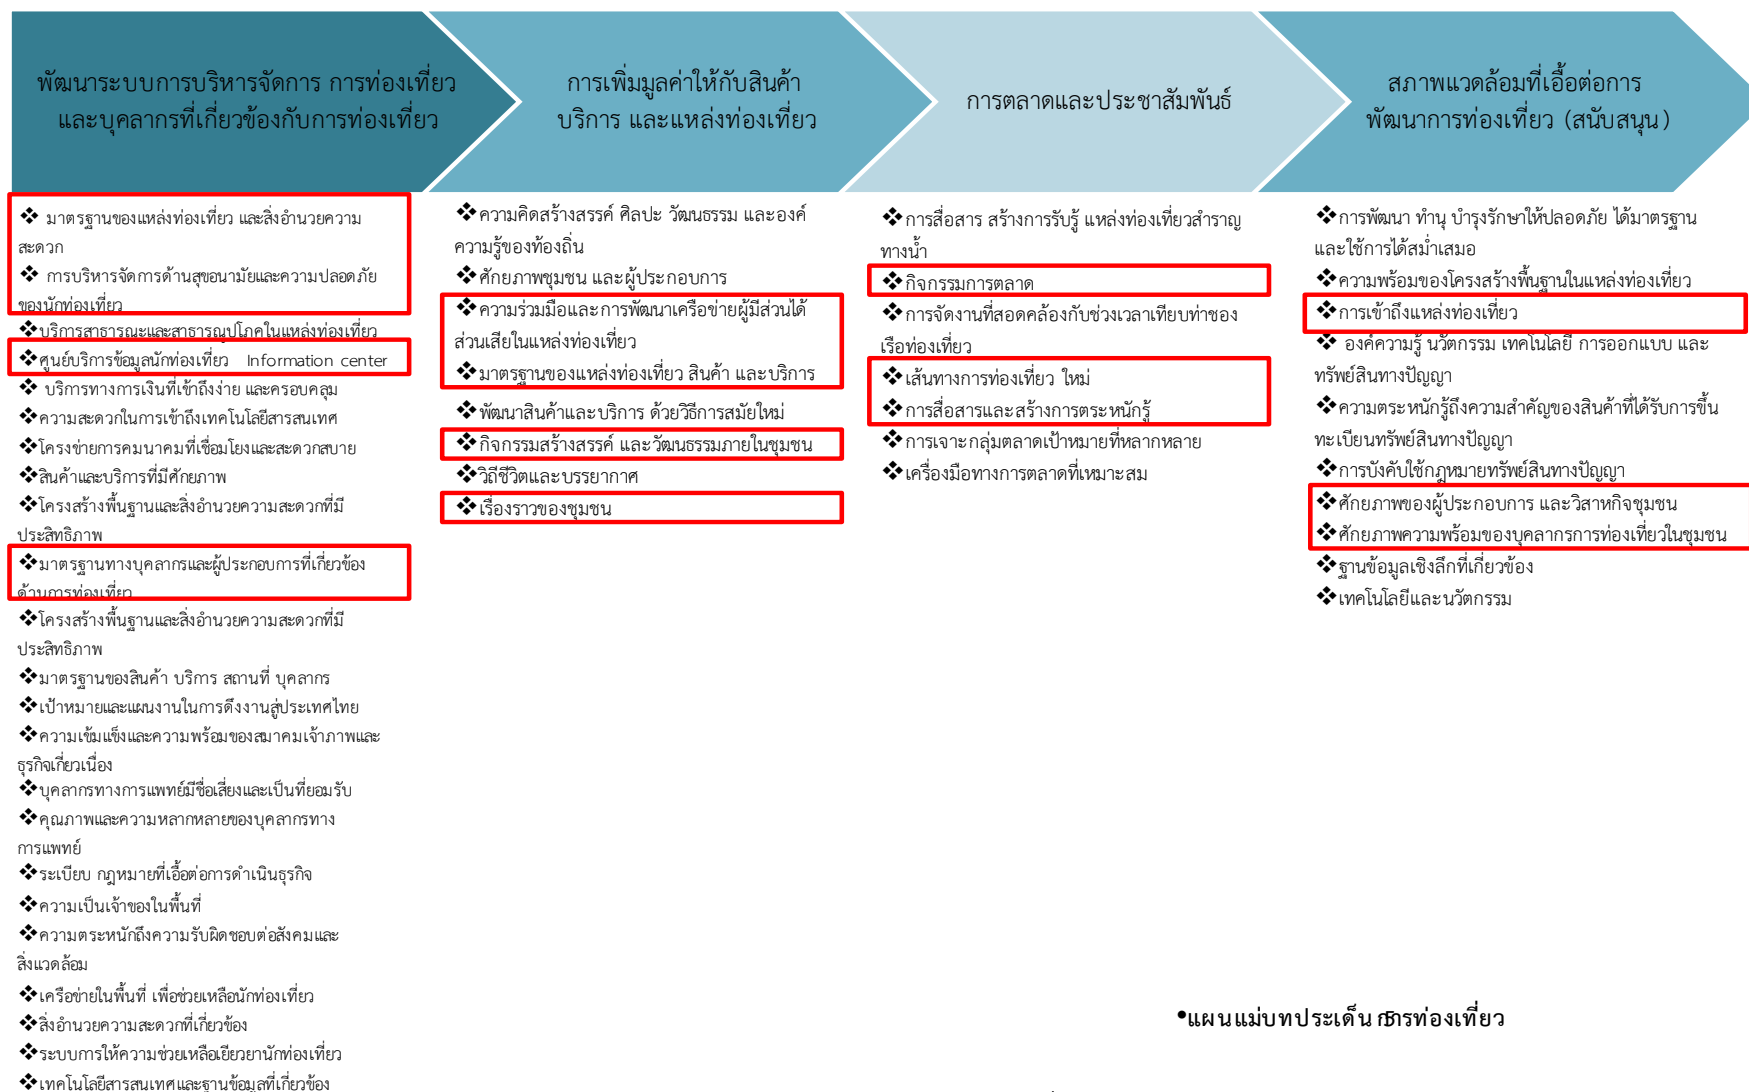 พัฒนาระบบการบริหารจัดการ การท่องเที่ยว
และบุคลากรที่เกี่ยวข้องกับการท่องเที่ยว
การเพิ่มมูลค่าให้กับสินค้า
บริการ และแหล่งท่องเที่ยว
การตลาดและประชาสัมพันธ์
สภาพแวดล้อมที่เอื้อต่อการ
พัฒนาการท่องเที่ยว (สนับสนุน)
❖ มาตรฐานของแหล่งท่องเที่ยว และสิ่งอำนวยความ
สะดวก
❖ การบริหารจัดการด้านสุขอนามัยและความปลอดภัย
ของนักท่องเที่ยว
❖บริการสาธารณะและสาธารณูปโภคในแหล่งท่องเที่ยว
❖ศูนย์บริการข้อมูลนักท่องเที่ยว Information center
❖ บริการทางการเงินที่เข้าถึงง่าย และครอบคลุม
❖ความสะดวกในการเข้าถึงเทคโนโลยีสารสนเทศ
❖โครงข่ายการคมนาคมที่เชื่อมโยงและสะดวกสบาย
❖สินค้าและบริการที่มีศักยภาพ
❖โครงสร้างพื้นฐานและสิ่งอำนวยความสะดวกที่มี
ประสิทธิภาพ
❖มาตรฐานทางบุคลากรและผู้ประกอบการที่เกี่ยวข้อง
ด้านการท่องเที่ยว
❖โครงสร้างพื้นฐานและสิ่งอำนวยความสะดวกที่มี
ประสิทธิภาพ
❖มาตรฐานของสินค้า บริการ สถานที่ บุคลากร
❖เป้าหมายและแผนงานในการดึงงานสู่ประเทศไทย
❖ความเข้มแข็งและความพร้อมของสมาคมเจ้าภาพและ
ธุรกิจเกี่ยวเนื่อง
❖บุคลากรทางการแพทย์มีชื่อเสียงและเป็นที่ยอมรับ
❖คุณภาพและความหลากหลายของบุคลากรทาง
การแพทย์
❖ระเบียบ กฎหมายที่เอื้อต่อการดำเนินธุรกิจ
❖ความเป็นเจ้าของในพื้นที่
❖ความตระหนักถึงความรับผิดชอบต่อสังคมและ
สิ่งแวดล้อม
❖เครือข่ายในพื้นที่ เพื่อช่วยเหลือนักท่องเที่ยว
❖สิ่งอำนวยความสะดวกที่เกี่ยวข้อง
❖ระบบการให้ความช่วยเหลือเยียวยานักท่องเที่ยว
❖เทคโนโลยีสารสนเทศและฐานข้อมูลที่เกี่ยวข้อง
❖ความคิดสร้างสรรค์ ศิลปะ วัฒนธรรม และองค์
ความรู้ของท้องถิ่น
❖ศักยภาพชุมชน และผู้ประกอบการ
❖ความร่วมมือและการพัฒนาเครือข่ายผู้มีส่วนได้
ส่วนเสียในแหล่งท่องเที่ยว
❖มาตรฐานของแหล่งท่องเที่ยว สินค้า และบริการ
❖พัฒนาสินค้าและบริการ ด้วยวิธีการสมัยใหม่
❖กิจกรรมสร้างสรรค์ และวัฒนธรรมภายในชุมชน
❖วิถีชีวิตและบรรยากาศ
❖เรื่องราวของชุมชน
❖การสื่อสาร สร้างการรับรู้ แหล่งท่องเที่ยวสำราญ
ทางน้ำ
❖กิจกรรมการตลาด
❖การจัดงานที่สอดคล้องกับช่วงเวลาเทียบท่าของ
เรือท่องเที่ยว
❖เส้นทางการท่องเที่ยว ใหม่
❖การสื่อสารและสร้างการตระหนักรู้
❖การเจาะกลุ่มตลาดเป้าหมายที่หลากหลาย
❖เครื่องมือทางการตลาดที่เหมาะสม
❖การพัฒนา ทำนุ บำรุงรักษาให้ปลอดภัย ได้มาตรฐาน
และใช้การได้สม่ำเสมอ
❖ความพร้อมของโครงสร้างพื้นฐานในแหล่งท่องเที่ยว
❖การเข้าถึงแหล่งท่องเที่ยว
❖ องค์ความรู้ นวัตกรรม เทคโนโลยี การออกแบบ และ
ทรัพย์สินทางปัญญา
❖ความตระหนักรู้ถึงความสำคัญของสินค้าที่ได้รับการขึ้น
ทะเบียนทรัพย์สินทางปัญญา
❖การบังคับใช้กฎหมายทรัพย์สินทางปัญญา
❖ศักยภาพของผู้ประกอบการ และวิสาหกิจชุมชน
❖ศักยภาพความพร้อมของบุคลากรการท่องเที่ยวในชุมชน
❖ฐานข้อมูลเชิงลึกที่เกี่ยวข้อง
❖เทคโนโลยีและนวัตกรรม
•แผนแม่บทประเด็น การท่องเที่ยว